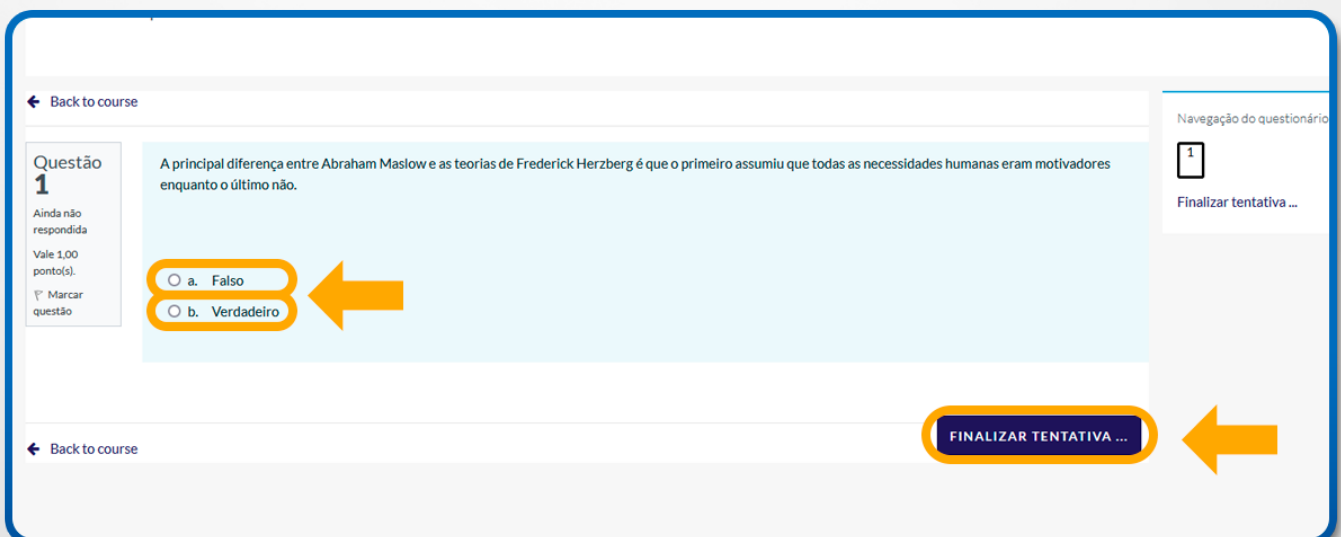 Back to course
Navegação do questionário
1
Finalizar tentativa ...
Questão
1
Ainda não
respondida
Vale 1,00
ponto(s).
Marcar
questão
A principal diferença entre Abraham Maslow e as teorias de Frederick Herzberg é que o primeiro assumiu que todas as necessidades humanas eram motivadores
enquanto o último não.
a. Falso
b. Verdadeiro
FINALIZAR TENTATIVA ...
Back to course